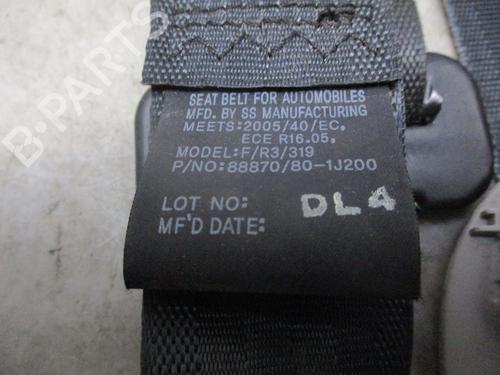 SEAT BELT FOR AUTOMOBILES
MFD. BY SS MANUFACTURING
MEETS:2005/40/EC.
ECE R16.05.
MODEL:F/R3/319
P/NO:88870/80-1J200
LOT NO: DL4
MF'D DATE: